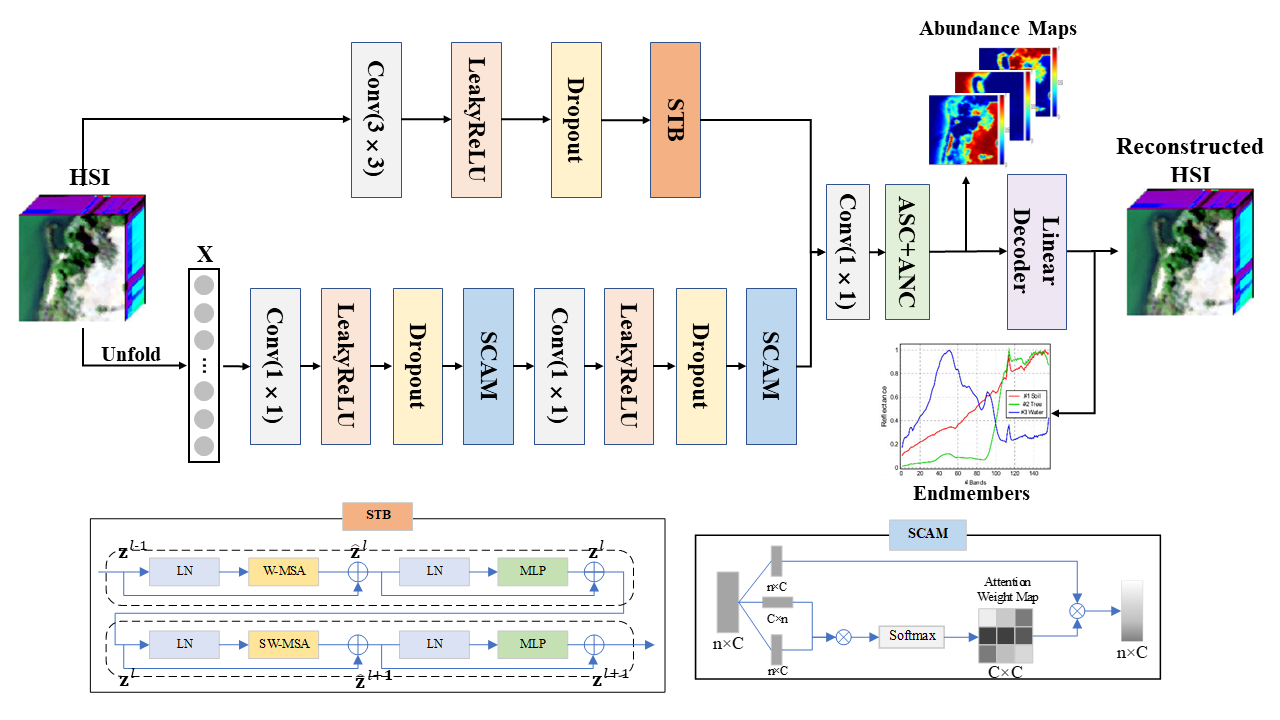 Abundance Maps
Conv(3 × 3)
LeakyReLU
Dropout
STB
HSI
Reconstructed
HSI
Conv(1 × 1)
ASC+ANC
Linear
Decoder
X
Unfold
...
Conv(1 × 1)
LeakyReLU
Dropout
SCAM
Conv(1 × 1)
LeakyReLU
Dropout
SCAM
1
0.8
0.6
0.4
0.2
0
Reflectance
#1 Soil
#2 Tree
#3 Water
0 20 40 60 80 100 120 140
# Bands
Endmembers
STB
z^{l-1}
ẑ^l
z^l
LN
W-MSA
LN
MLP
LN
SW-MSA
LN
MLP
z^l
ẑ^{l+1}
z^{l+1}
SCAM
n×C
n×C
C×n
n×C
Softmax
Attention
Weight Map
C×C
n×C